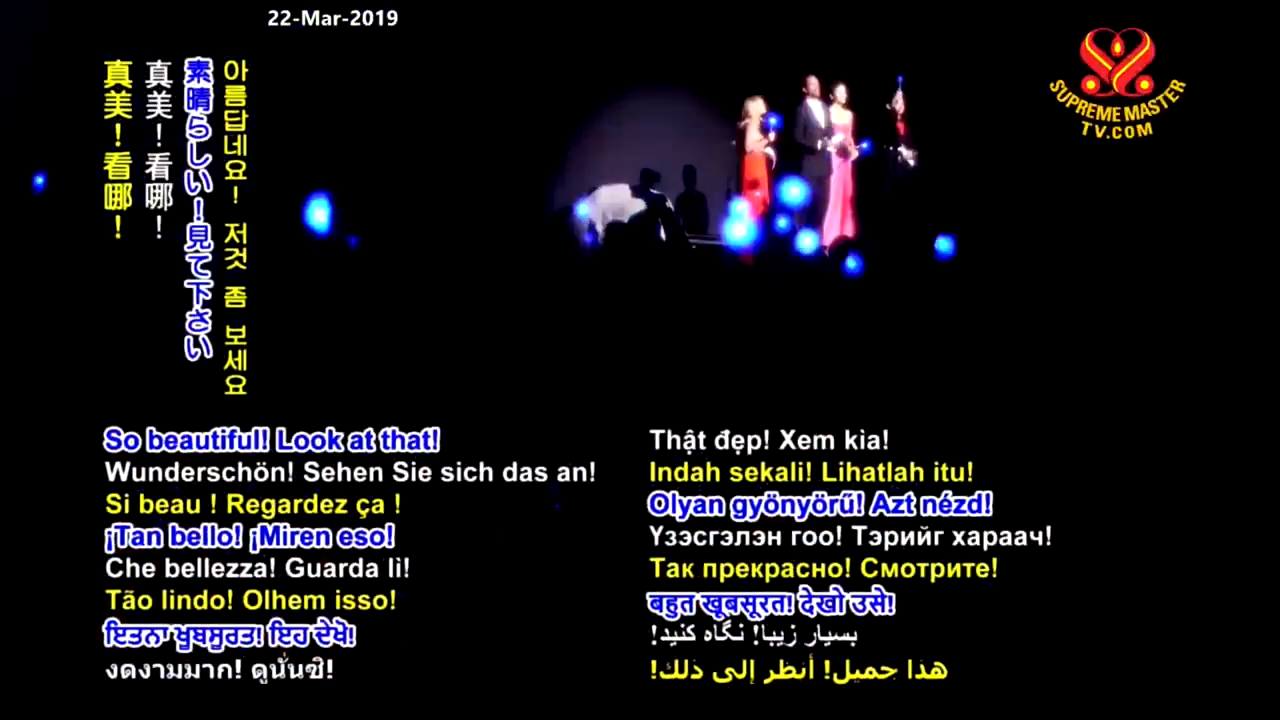 22-Mar-2019
SUPREME MASTER
TV.COM
真美！看哪！
真美！看哪！
素晴らしい！見て下さい
아름답네요！ 저것 좀 보세요
So beautiful! Look at that!
Wunderschön! Sehen Sie sich das an!
Si beau ! Regardez ça !
¡Tan bello! ¡Miren eso!
Che bellezza! Guarda lì!
Tão lindo! Olhem isso!
ਇਤਨਾ ਖੂਬਸੂਰਤ! ਇਹ ਦੇਖੋ!
งดงามมาก! ดูนั่นซิ!
Thật đẹp! Xem kìa!
Indah sekali! Lihatlah itu!
Olyan gyönyörű! Azt nézd!
Үзэсгэлэн гоо! Тэрийг хараач!
Так прекрасно! Смотрите!
बहुत खूबसूरत! देखो उसे!
بسیار زیبا! نگاه کنید!
هذا جميل! أنظر إلى ذلك!